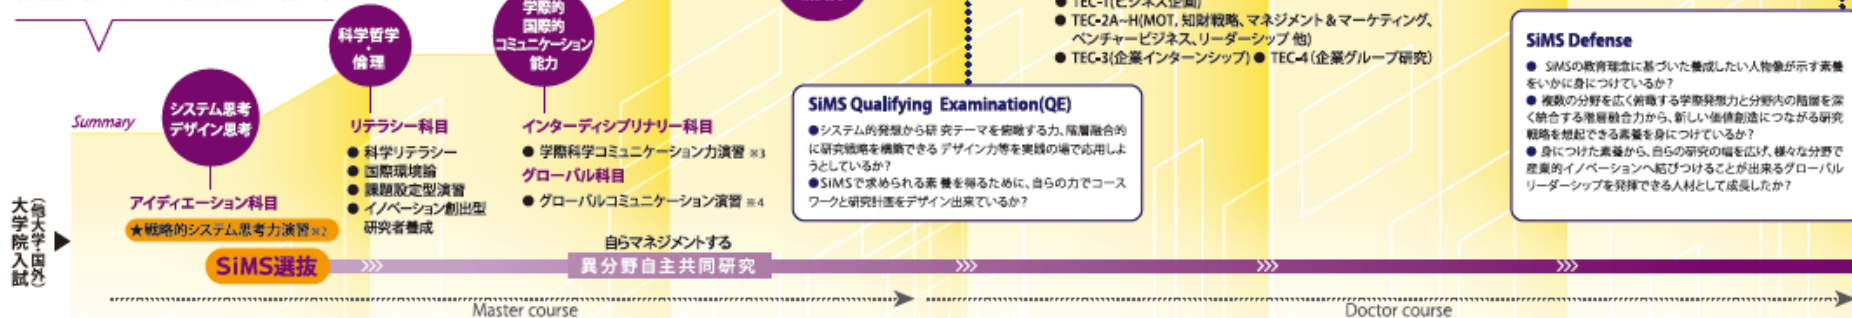 学際的
国際的
コミュニケーション
能力
科学哲学
・
倫理
システム思考
デザイン思考
Summary
アイディエーション科目
★戦略的システム思考力演習※2
リテラシー科目
● 科学リテラシー
● 国際環境論
● 課題設定型演習
● イノベーション創出型
研究者養成
インターディシプリナリー科目
● 学際科学コミュニケーション力演習 ※3
グローバル科目
● グローバルコミュニケーション演習 ※4
● TEC-1(ビジネス企画)
● TEC-2A~H(MOT, 知財戦略、マネジメント&マーケティング、
ベンチャービジネス、リーダーシップ 他)
● TEC-3(企業インターンシップ) ● TEC-4(企業グループ研究)
SiMS Qualifying Examination(QE)
●システム的発想から研 究テーマを俯瞰する力、階層融合的
に研究戦略を構築できる デザイン力等を実践の場で応用しよ
うとしているか?
●SiMSで求められる素 養を得るために、自らの力でコース
ワークと研究計画をデザイン出来ているか?
SiMS Defense
● SiMSの教育理念に基づいた養成したい人物像が示す素養
をいかに身につけているか?
● 複数の分野を広く俯瞰する学際発想力と分野内の階層を深
く統合する階層融合力から、新しい価値創造につながる研究
戦略を想起できる素養を身につけているか?
● 身につけた素養から、自らの研究の幅を広げ、様々な分野で
産業的イノベーションへ結びつけることが出来るグローバル
リーダーシップを発揮できる人材として成長したか?
大学院入試
(他大学・国外)
SiMS選抜
自らマネジメントする
異分野自主共同研究
Master course
Doctor course